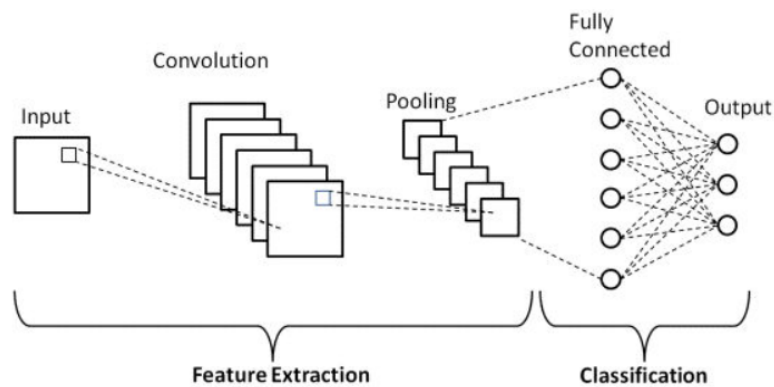 Input
Convolution
Pooling
Fully
Connected
Output
Feature Extraction
Classification